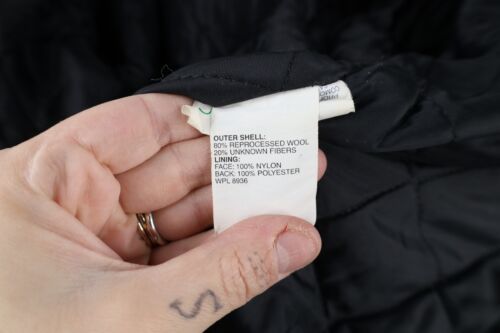 OUTER SHELL:
80% REPROCESSED WOOL
20% UNKNOWN FIBERS
LINING:
FACE: 100% NYLON
BACK: 100% POLYESTER
WPL 8936